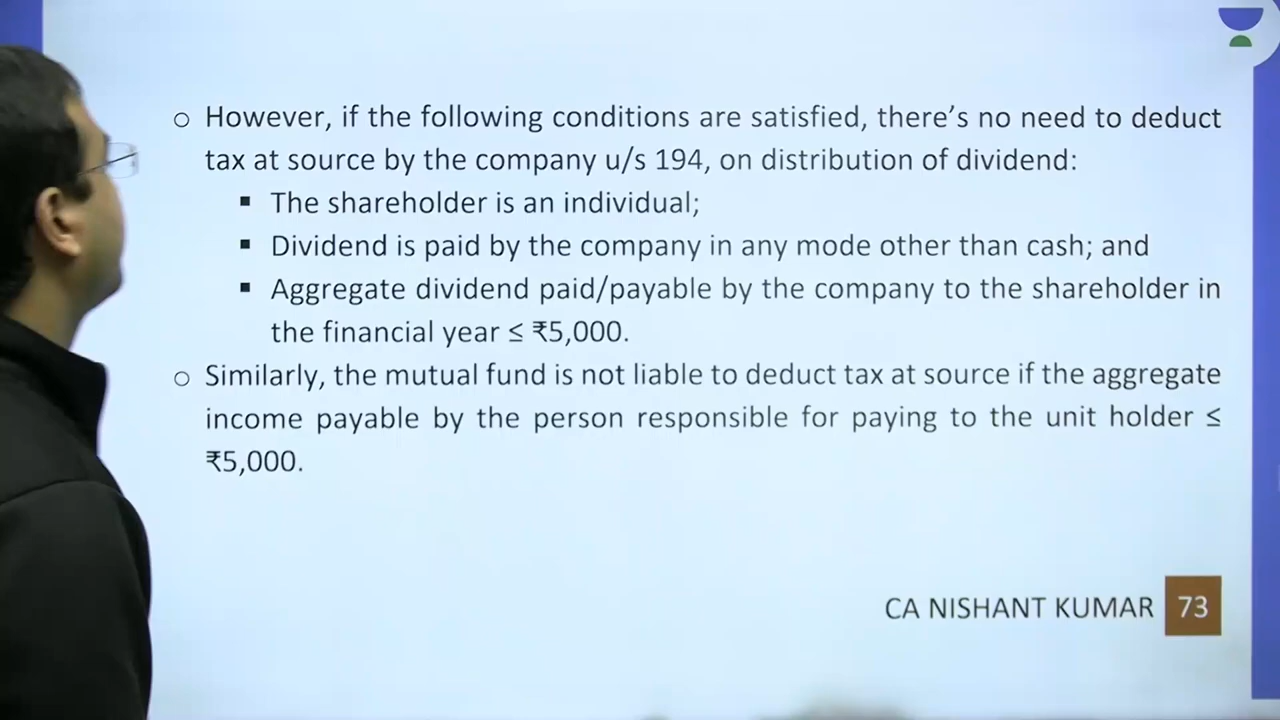 ○ However, if the following conditions are satisfied, there’s no need to deduct
tax at source by the company u/s 194, on distribution of dividend:
▪ The shareholder is an individual;
▪ Dividend is paid by the company in any mode other than cash; and
▪ Aggregate dividend paid/payable by the company to the shareholder in
the financial year ≤ ₹5,000.
○ Similarly, the mutual fund is not liable to deduct tax at source if the aggregate
income payable by the person responsible for paying to the unit holder ≤
₹5,000.
CA NISHANT KUMAR 73